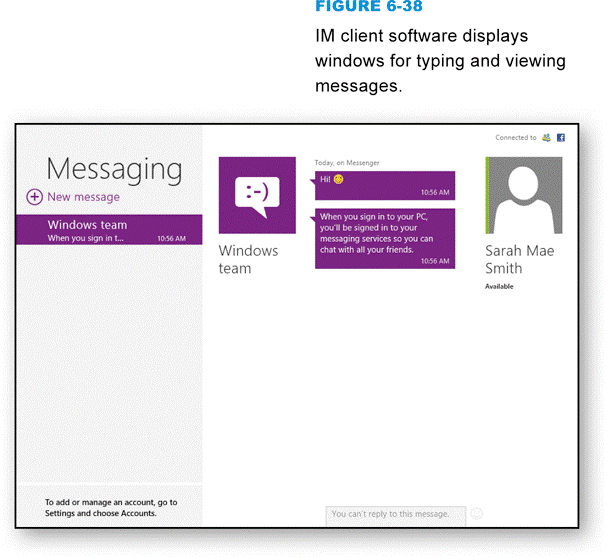 FIGURE 6-38
IM client software displays
windows for typing and viewing
messages.
Connected to
Messaging
New message
Windows team
When you sign in t... 10:56 AM
To add or manage an account, go to
Settings and choose Accounts.
:-)
Windows
team
Today, on Messenger
Hi!
10:56 AM
When you sign in to your PC,
you'll be signed in to your
messaging services so you can
chat with all your friends.
10:56 AM
You can't reply to this message.
Sarah Mae
Smith
Available